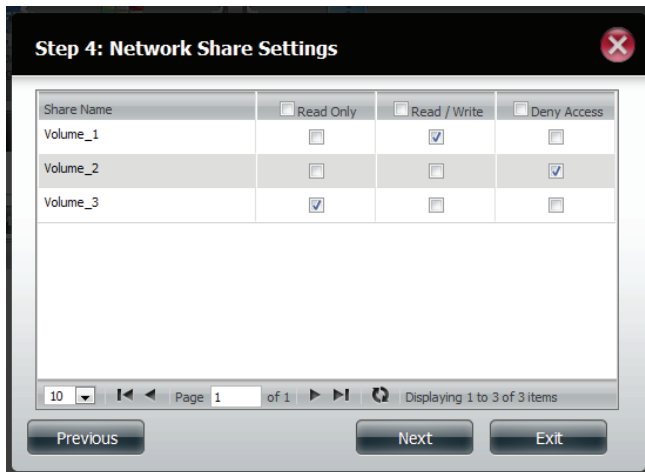 Step 4: Network Share Settings
Share Name Read Only Read / Write Deny Access
Volume_1
Volume_2
Volume_3
10 Page 1 of 1 Displaying 1 to 3 of 3 items
Previous Next Exit